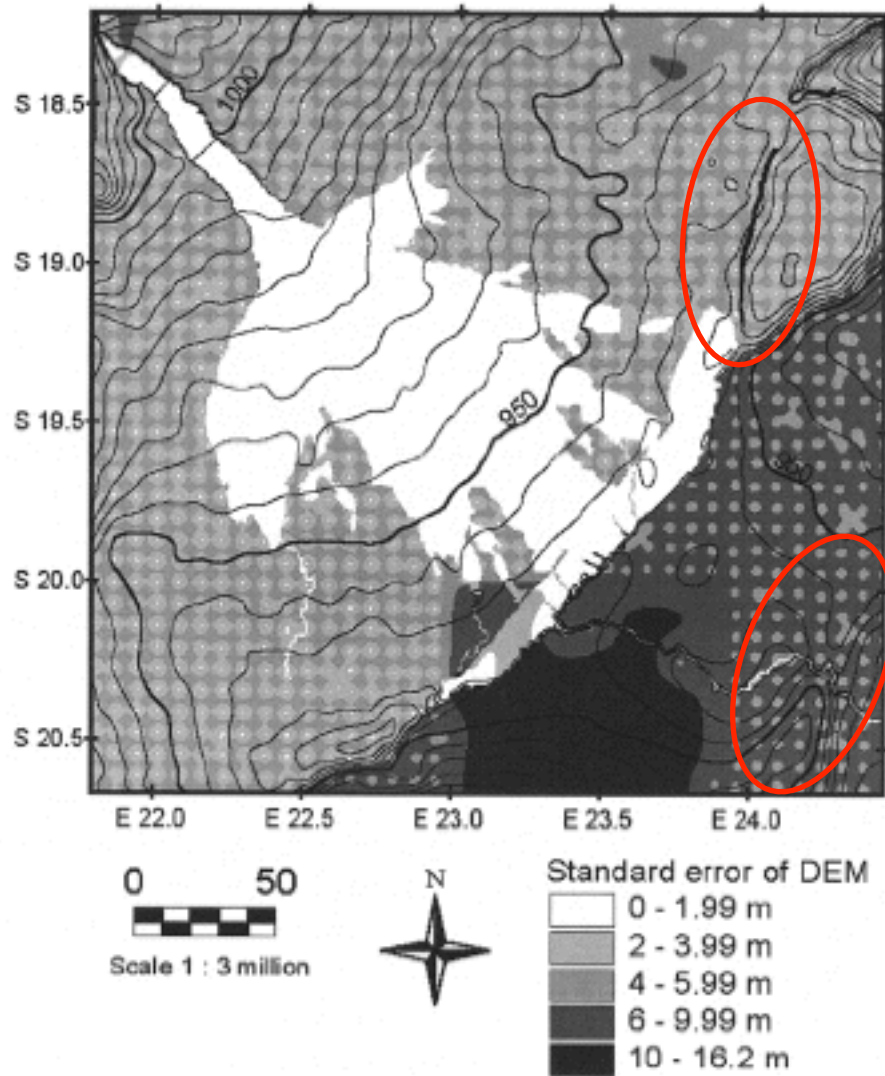 S 18.5
1000
S 19.0
S 19.5
950
S 20.0
S 20.5
E 22.0 E 22.5 E 23.0 E 23.5 E 24.0
0 50
Scale 1 : 3 million
N
Standard error of DEM
0 - 1.99 m
2 - 3.99 m
4 - 5.99 m
6 - 9.99 m
10 - 16.2 m